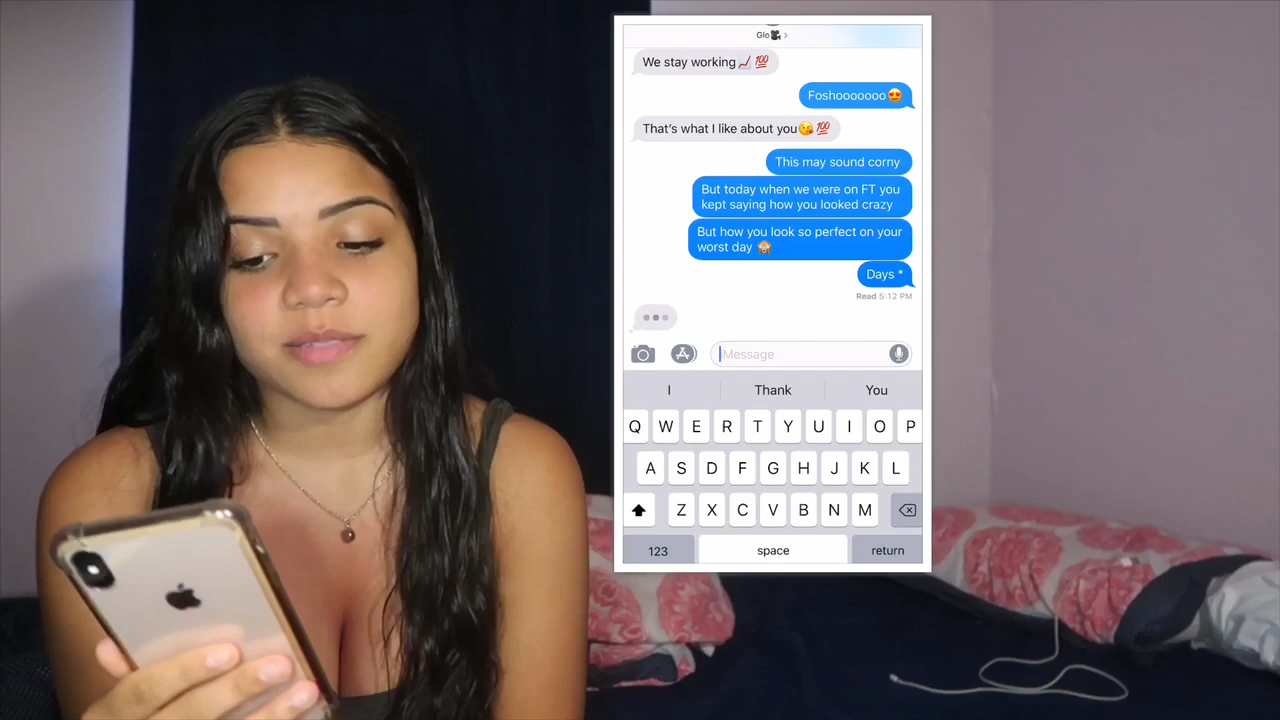 Glo🎥 >
We stay working📈 💯
Foshooooooo😍
That's what I like about you😘💯
This may sound corny
But today when we were on FT you
kept saying how you looked crazy
But how you look so perfect on your
worst day 🙈
Days *
Read 5:12 PM
Message
I Thank You
Q W E R T Y U I O P
A S D F G H J K L
Z X C V B N M
123 space return